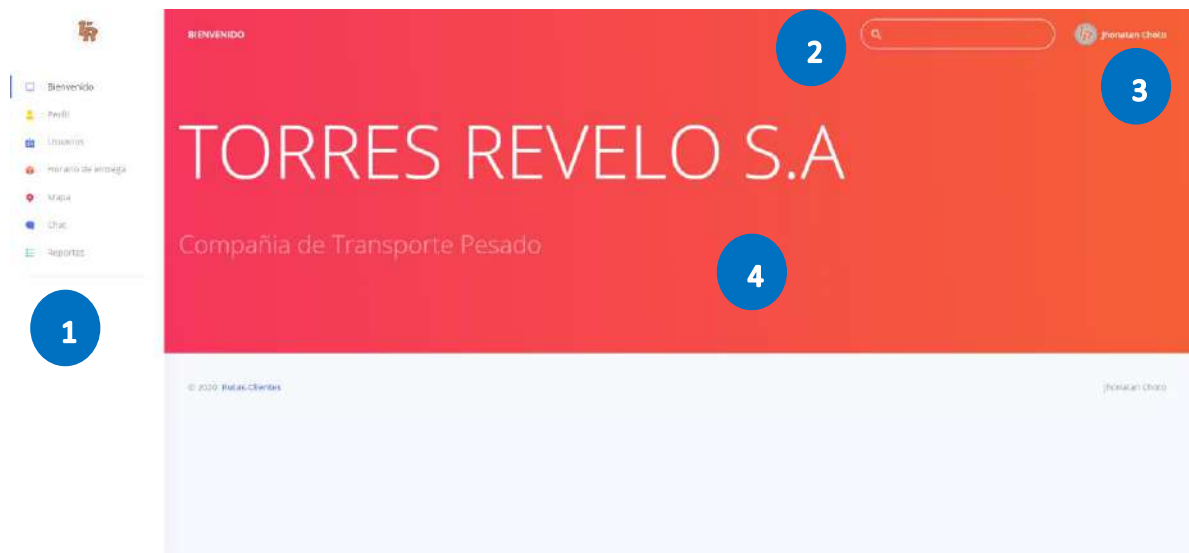 BIENVENIDO
2
Jhonatan Choto
3
Bienvenido
Perfil
Usuarios
Horario de entrega
Mapa
Chat
Reportes
1
TORRES REVELO S.A
Compañia de Transporte Pesado
4
© 2020 Rutas Clientes
Jhonatan Choto